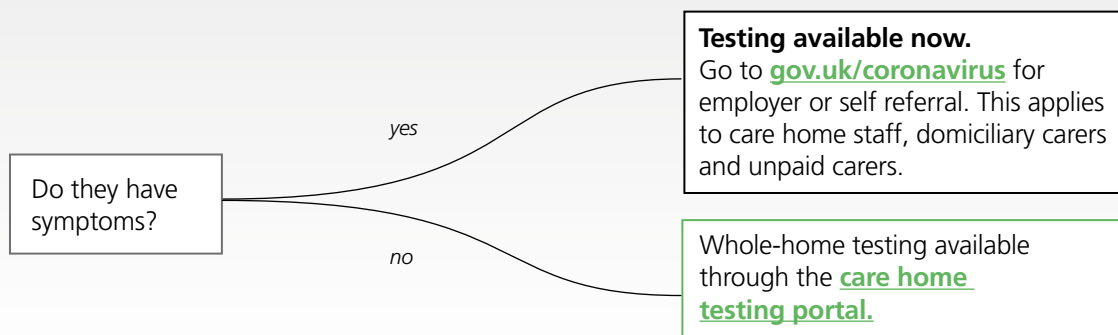 Do they have
symptoms?
yes
Testing available now.
Go to gov.uk/coronavirus for
employer or self referral. This applies
to care home staff, domiciliary carers
and unpaid carers.
no
Whole-home testing available
through the care home
testing portal.